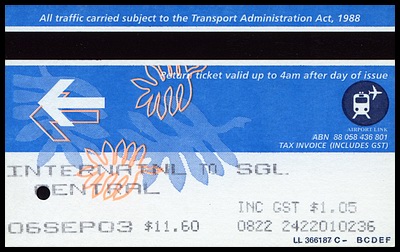 All traffic carried subject to the Transport Administration Act, 1988
Return ticket valid up to 4am after day of issue
AIRPORT LINK
ABN 88 058 436 801
TAX INVOICE (INCLUDES GST)
INTERNATNL TO SGL
CENTRAL
INC GST $1.05
06SEP03 $11.60 0822 2422010236
LL 366187 C- BCDEF